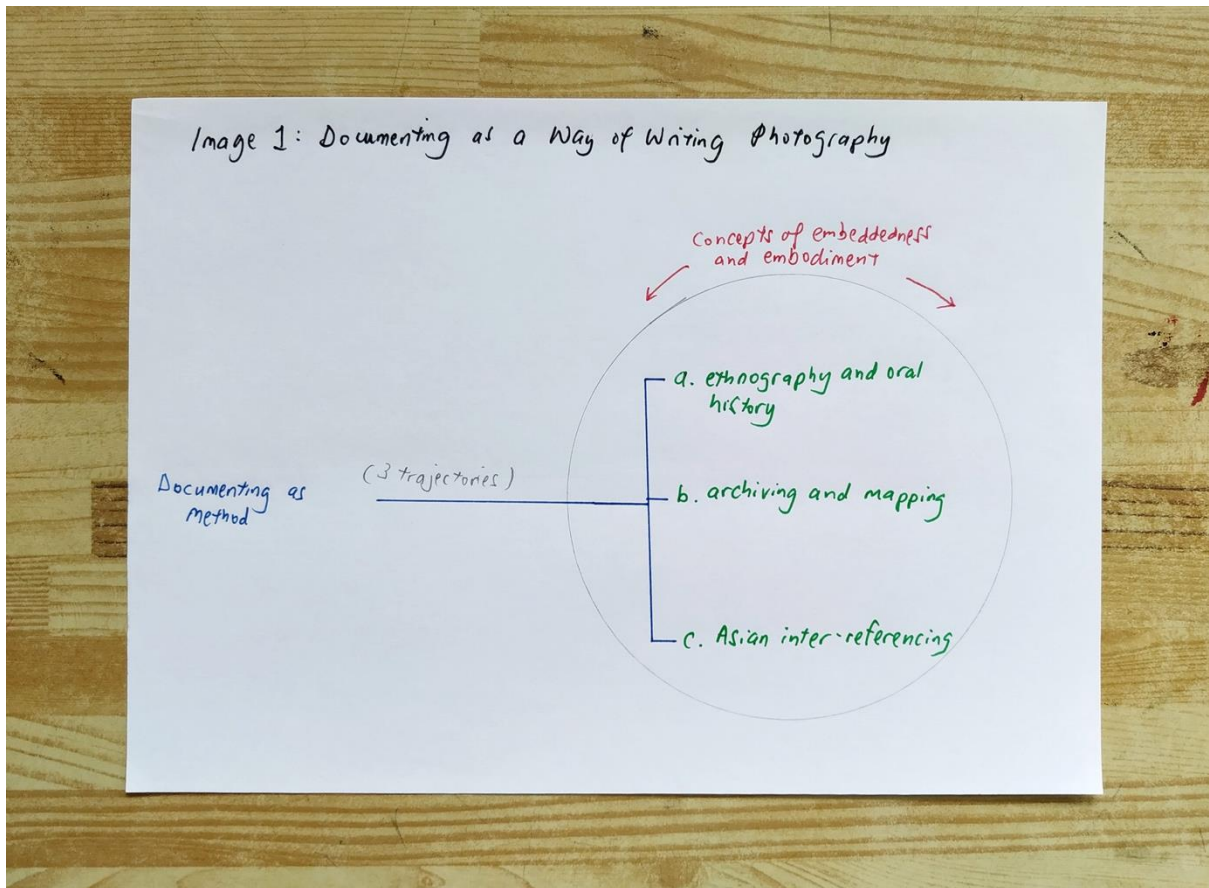 Image 1: Documenting as a Way of Writing Photography
concepts of embeddedness
and embodiment
a. ethnography and oral
history
(3 trajectories)
Documenting as
Method
b. archiving and mapping
c. Asian inter-referencing